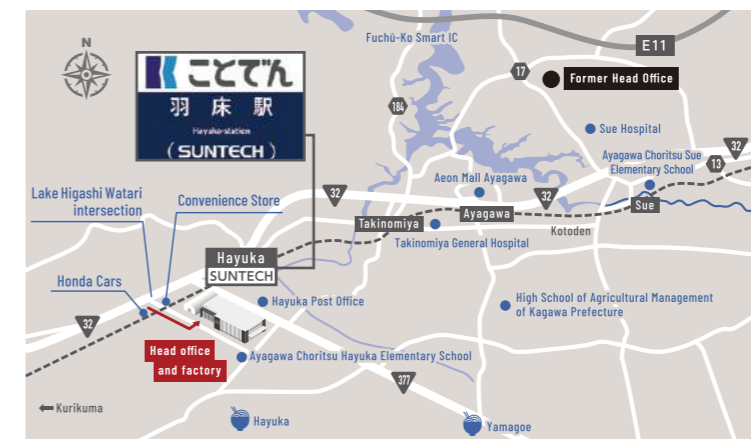 N
ことでん
羽床駅
Hayuka-station
(SUNTECH)
Fuchū-Ko Smart IC
E11
17
Former Head Office
184
Sue Hospital
Ayagawa Choritsu Sue
Elementary School
32
13
Aeon Mall Ayagawa
Lake Higashi Watari
intersection
Convenience Store
32
32
Takinomiya
Ayagawa
Sue
Kotoden
Takinomiya General Hospital
Hayuka
SUNTECH
Honda Cars
32
Hayuka Post Office
High School of Agricultural Management
of Kagawa Prefecture
Head office
and factory
Ayagawa Choritsu Hayuka Elementary School
377
Kurikuma
Hayuka
Yamagoe